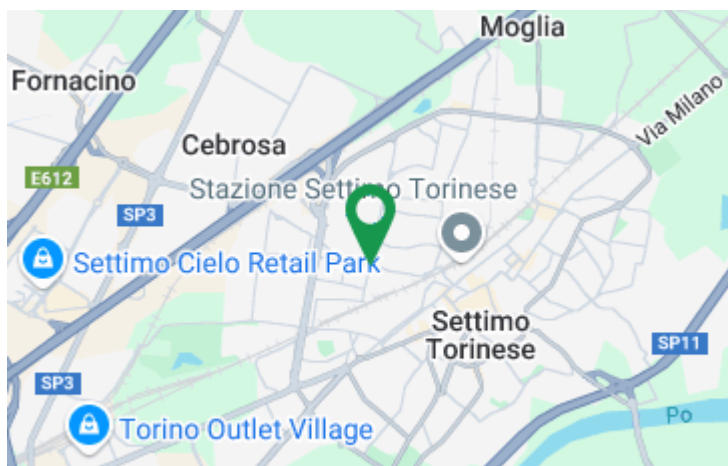 Moglia
Fornacino
Via Milano
Cebrosa
E612
Stazione Settimo Torinese
SP3
Settimo Cielo Retail Park
Settimo
Torinese
SP11
SP3
Po
Torino Outlet Village